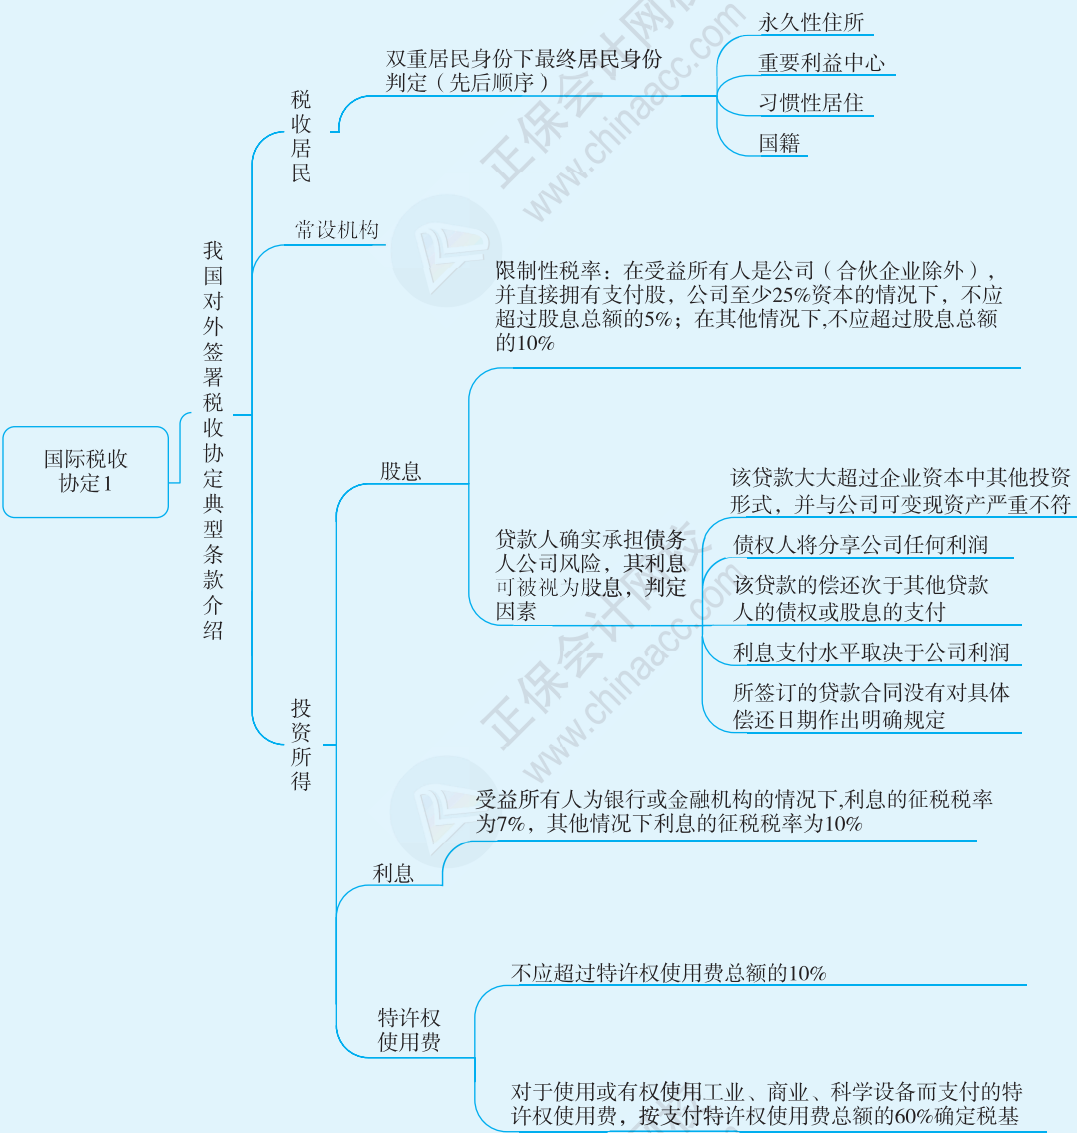 国际税收
协定1
我国对外签署税收协定典型条款介绍
税收居民
双重居民身份下最终居民身份
判定（先后顺序）
永久性住所
重要利益中心
习惯性居住
国籍
常设机构
投资所得
股息
限制性税率：在受益所有人是公司（合伙企业除外），
并直接拥有支付股，公司至少25%资本的情况下，不应
超过股息总额的5%；在其他情况下,不应超过股息总额
的10%
贷款人确实承担债务
人公司风险，其利息
可被视为股息，判定
因素
该贷款大大超过企业资本中其他投资
形式，并与公司可变现资产严重不符
债权人将分享公司任何利润
该贷款的偿还次于其他贷款
人的债权或股息的支付
利息支付水平取决于公司利润
所签订的贷款合同没有对具体
偿还日期作出明确规定
利息
受益所有人为银行或金融机构的情况下,利息的征税税率
为7%，其他情况下利息的征税税率为10%
特许权
使用费
不应超过特许权使用费总额的10%
对于使用或有权使用工业、商业、科学设备而支付的特
许权使用费，按支付特许权使用费总额的60%确定税基
正保会计网校
www.chinaacc.com
正保会计网校
www.chinaacc.com